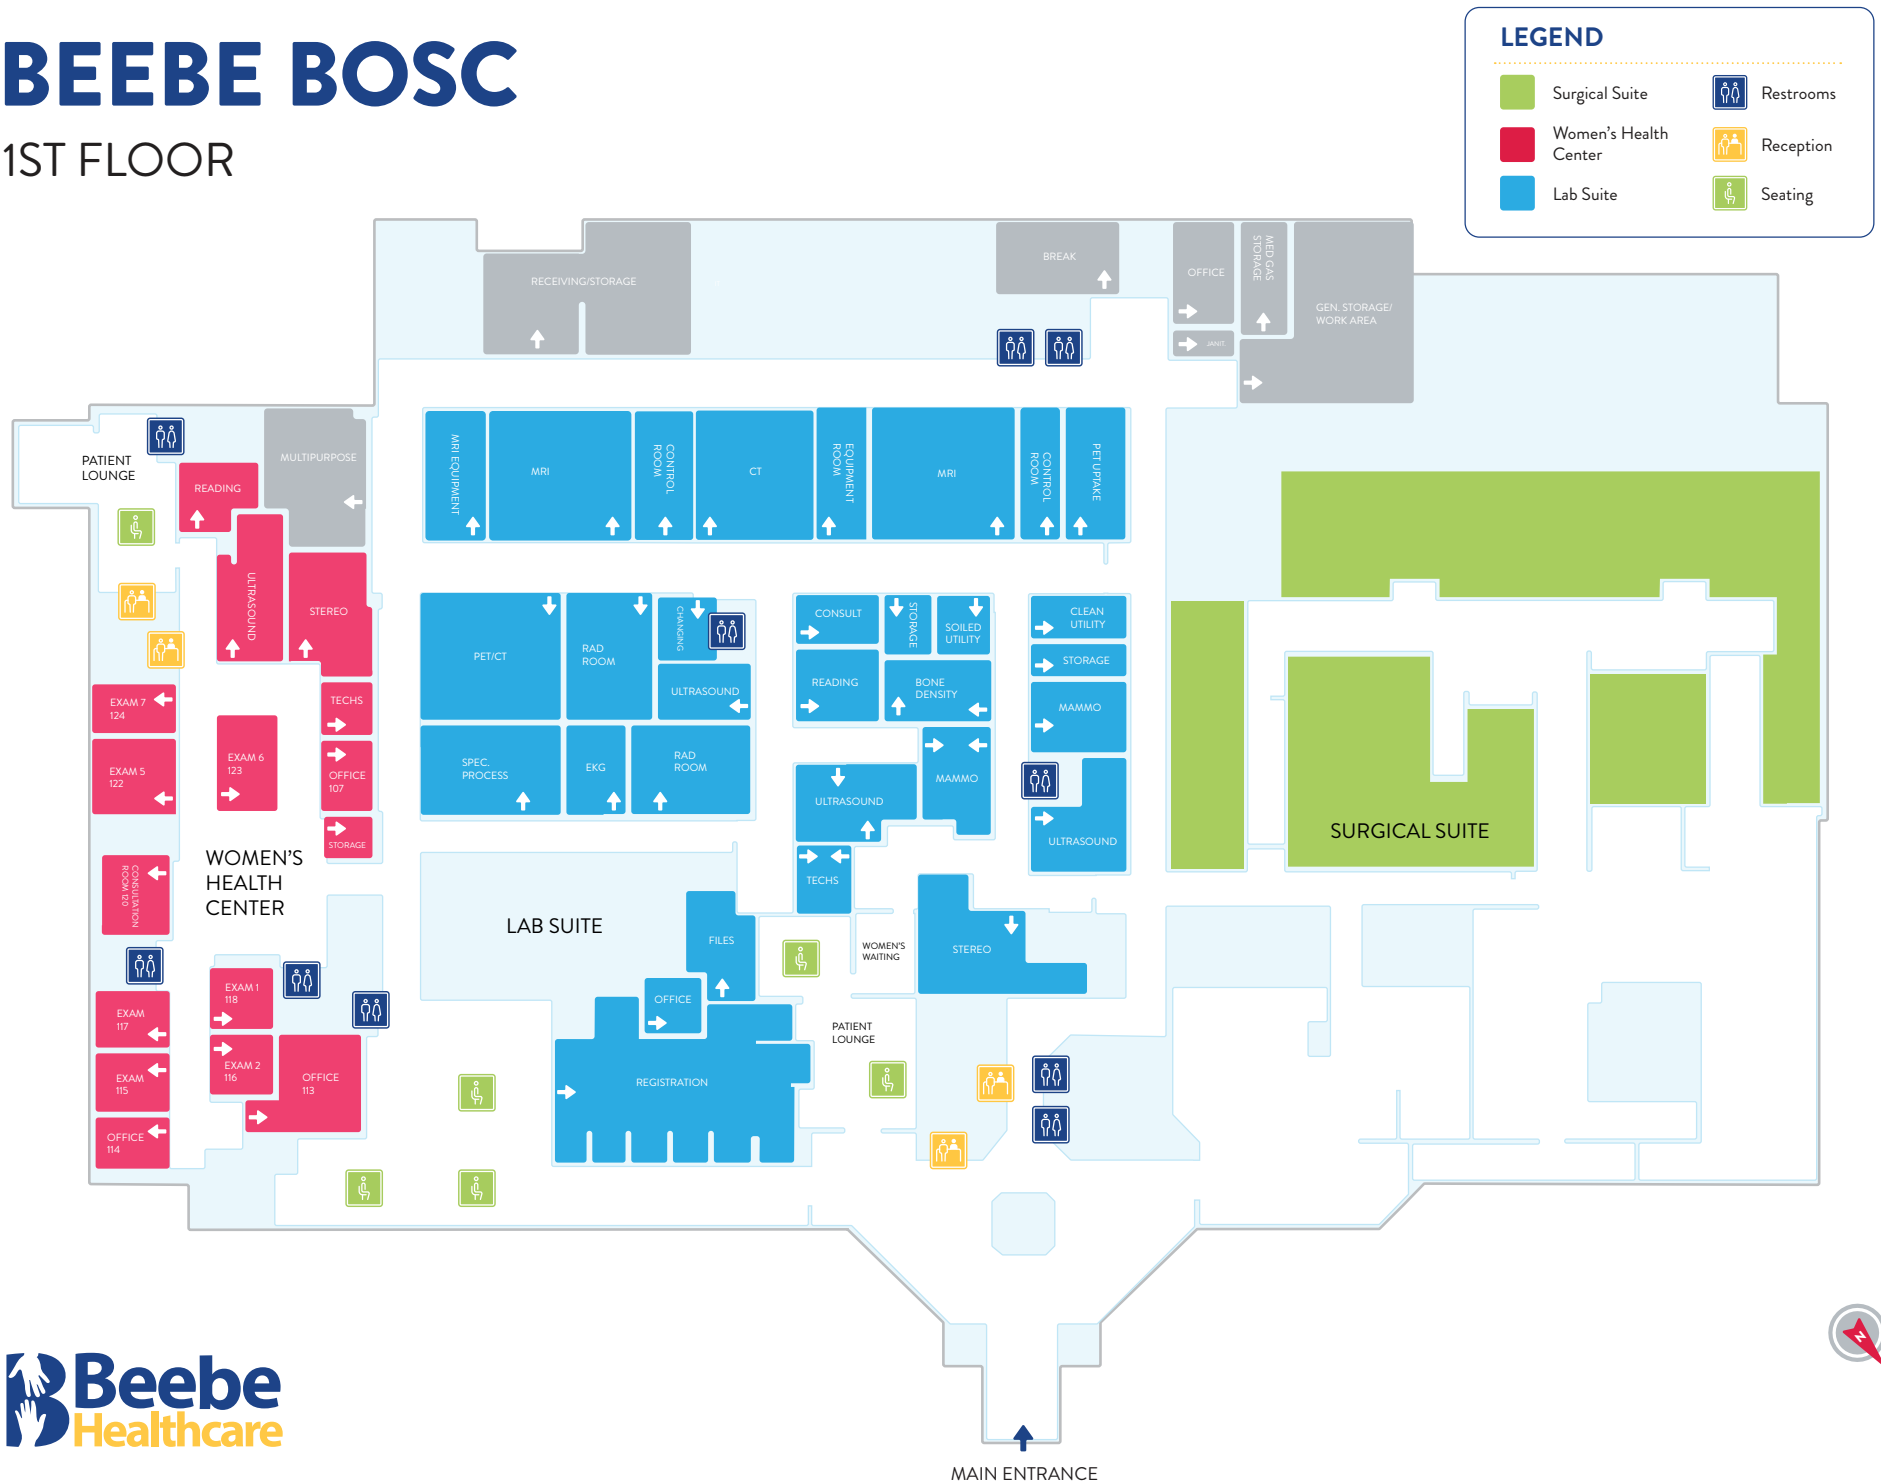 BEEBE BOSC
1ST FLOOR
LEGEND
Surgical Suite
Restrooms
Women's Health
Center
Reception
Lab Suite
Seating
RECEIVING/STORAGE
BREAK
OFFICE
MED GAS
STORAGE
GEN. STORAGE/
WORK AREA
JANIT.
PATIENT
LOUNGE
MULTIPURPOSE
READING
ULTRASOUND
STEREO
MRI EQUIPMENT
MRI
CONTROL
ROOM
CT
EQUIPMENT
ROOM
MRI
CONTROL
ROOM
PET UPTAKE
TECHS
EXAM 7
124
EXAM 6
123
EXAM 5
122
OFFICE
107
STORAGE
WOMEN'S
HEALTH
CENTER
CONSULTATION
ROOM 120
EXAM 1
118
EXAM
117
EXAM 2
116
EXAM
115
OFFICE
113
OFFICE
114
PET/CT
RAD
ROOM
CHANGING
ULTRASOUND
SPEC.
PROCESS
EKG
RAD
ROOM
CONSULT
STORAGE
SOILED
UTILITY
READING
BONE
DENSITY
MAMMO
ULTRASOUND
TECHS
CLEAN
UTILITY
STORAGE
MAMMO
ULTRASOUND
SURGICAL SUITE
LAB SUITE
FILES
OFFICE
REGISTRATION
WOMEN'S
WAITING
STEREO
PATIENT
LOUNGE
N
Beebe
Healthcare
MAIN ENTRANCE